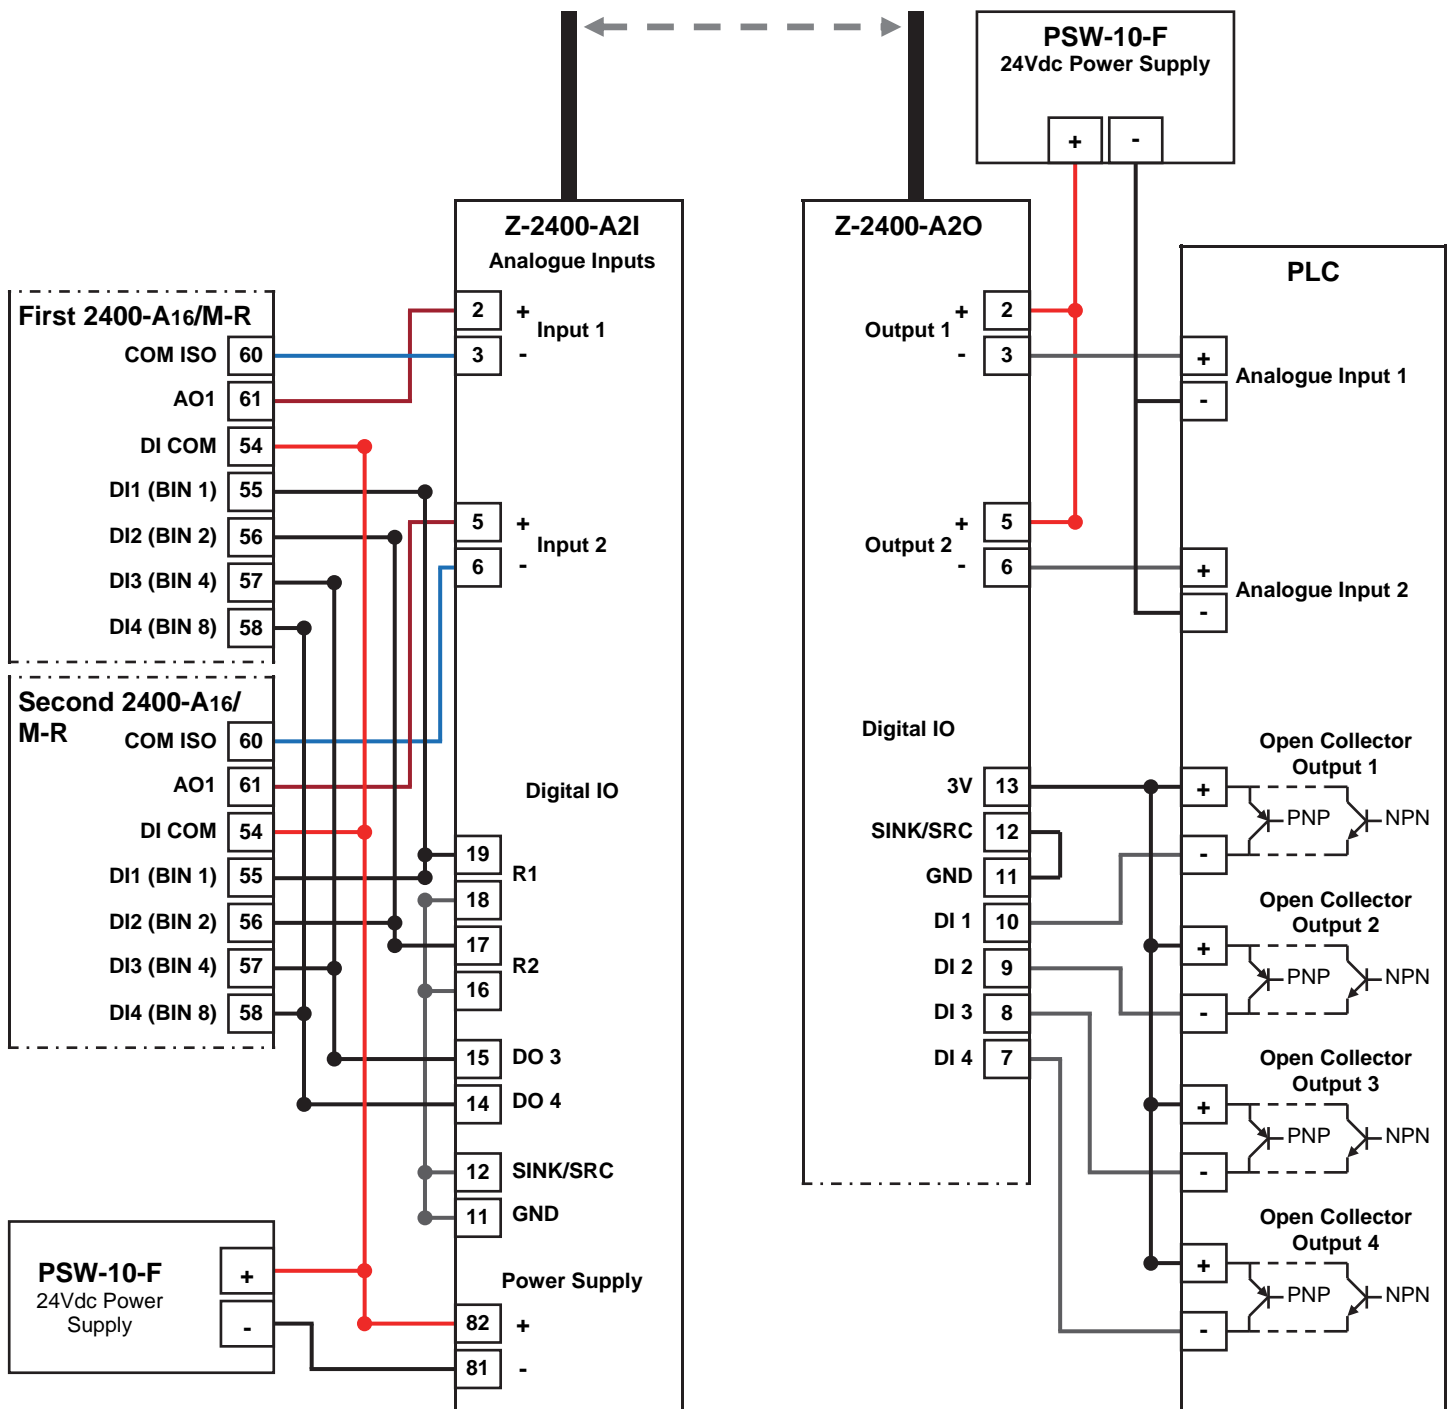 PSW-10-F
24Vdc Power Supply
+ -
Z-2400-A2I
Analogue Inputs
2 +
Input 1
3 -
5 +
Input 2
6 -
Digital IO
19
R1
18
17
R2
16
15 DO 3
14 DO 4
12 SINK/SRC
11 GND
Power Supply
82 +
81 -
First 2400-A16/M-R
COM ISO 60
AO1 61
DI COM 54
DI1 (BIN 1) 55
DI2 (BIN 2) 56
DI3 (BIN 4) 57
DI4 (BIN 8) 58
Second 2400-A16/
M-R
COM ISO 60
AO1 61
DI COM 54
DI1 (BIN 1) 55
DI2 (BIN 2) 56
DI3 (BIN 4) 57
DI4 (BIN 8) 58
PSW-10-F
24Vdc Power
Supply
+
-
Z-2400-A2O
+ 2
Output 1
- 3
+ 5
Output 2
- 6
Digital IO
3V 13
SINK/SRC 12
GND 11
DI 1 10
DI 2 9
DI 3 8
DI 4 7
PLC
+
Analogue Input 1
-
+
Analogue Input 2
-
Open Collector
Output 1
+
PNP NPN
-
Open Collector
Output 2
+
PNP NPN
-
Open Collector
Output 3
+
PNP NPN
-
Open Collector
Output 4
+
PNP NPN
-